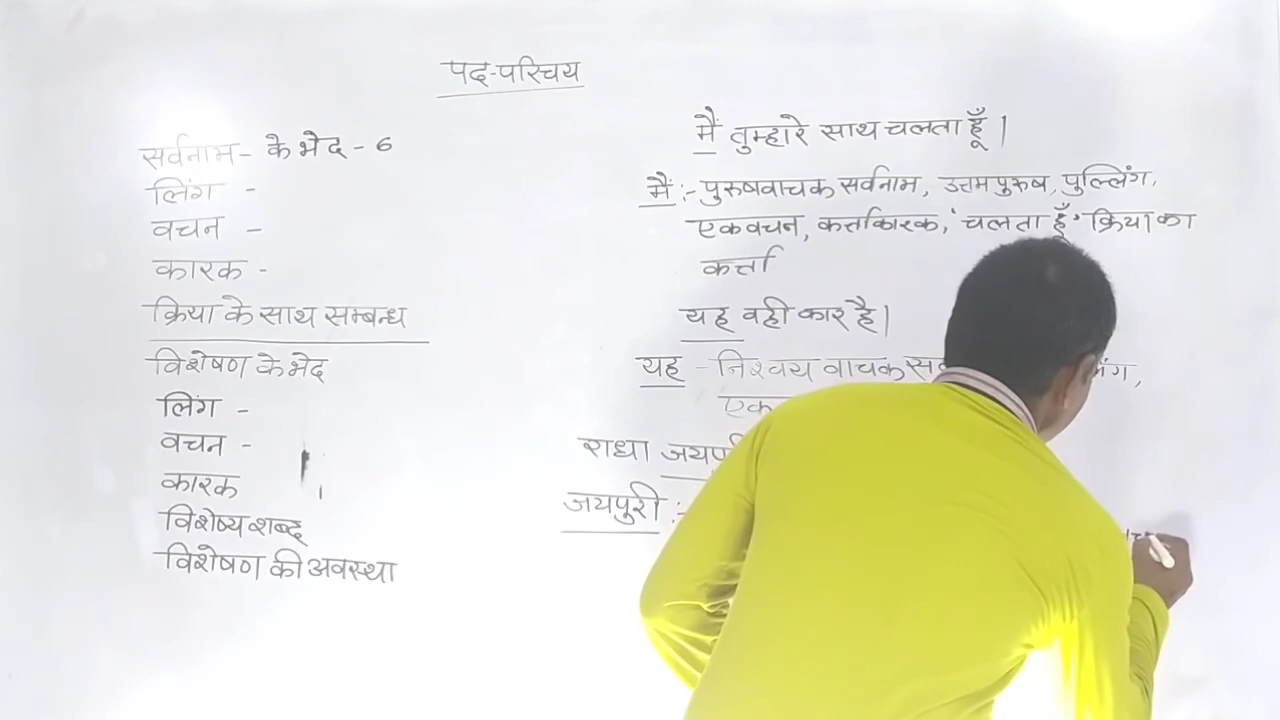 पद-परिचय
सर्वनाम - के भेद - 6
लिंग -
वचन -
कारक -
क्रिया के साथ सम्बन्ध
विशेषण के भेद
लिंग -
वचन -
कारक
विशेष्य शब्द
विशेषण की अवस्था
मैं तुम्हारे साथ चलता हूँ।
मैं :- पुरुषवाचक सर्वनाम, उत्तम पुरुष, पुल्लिंग,
एकवचन, कर्त्ताकारक, 'चलता हूँ' क्रिया का
कर्त्ता
यह वही कार है।
यह - निश्चय वाचक
एक
राधा
जयपुरी :-